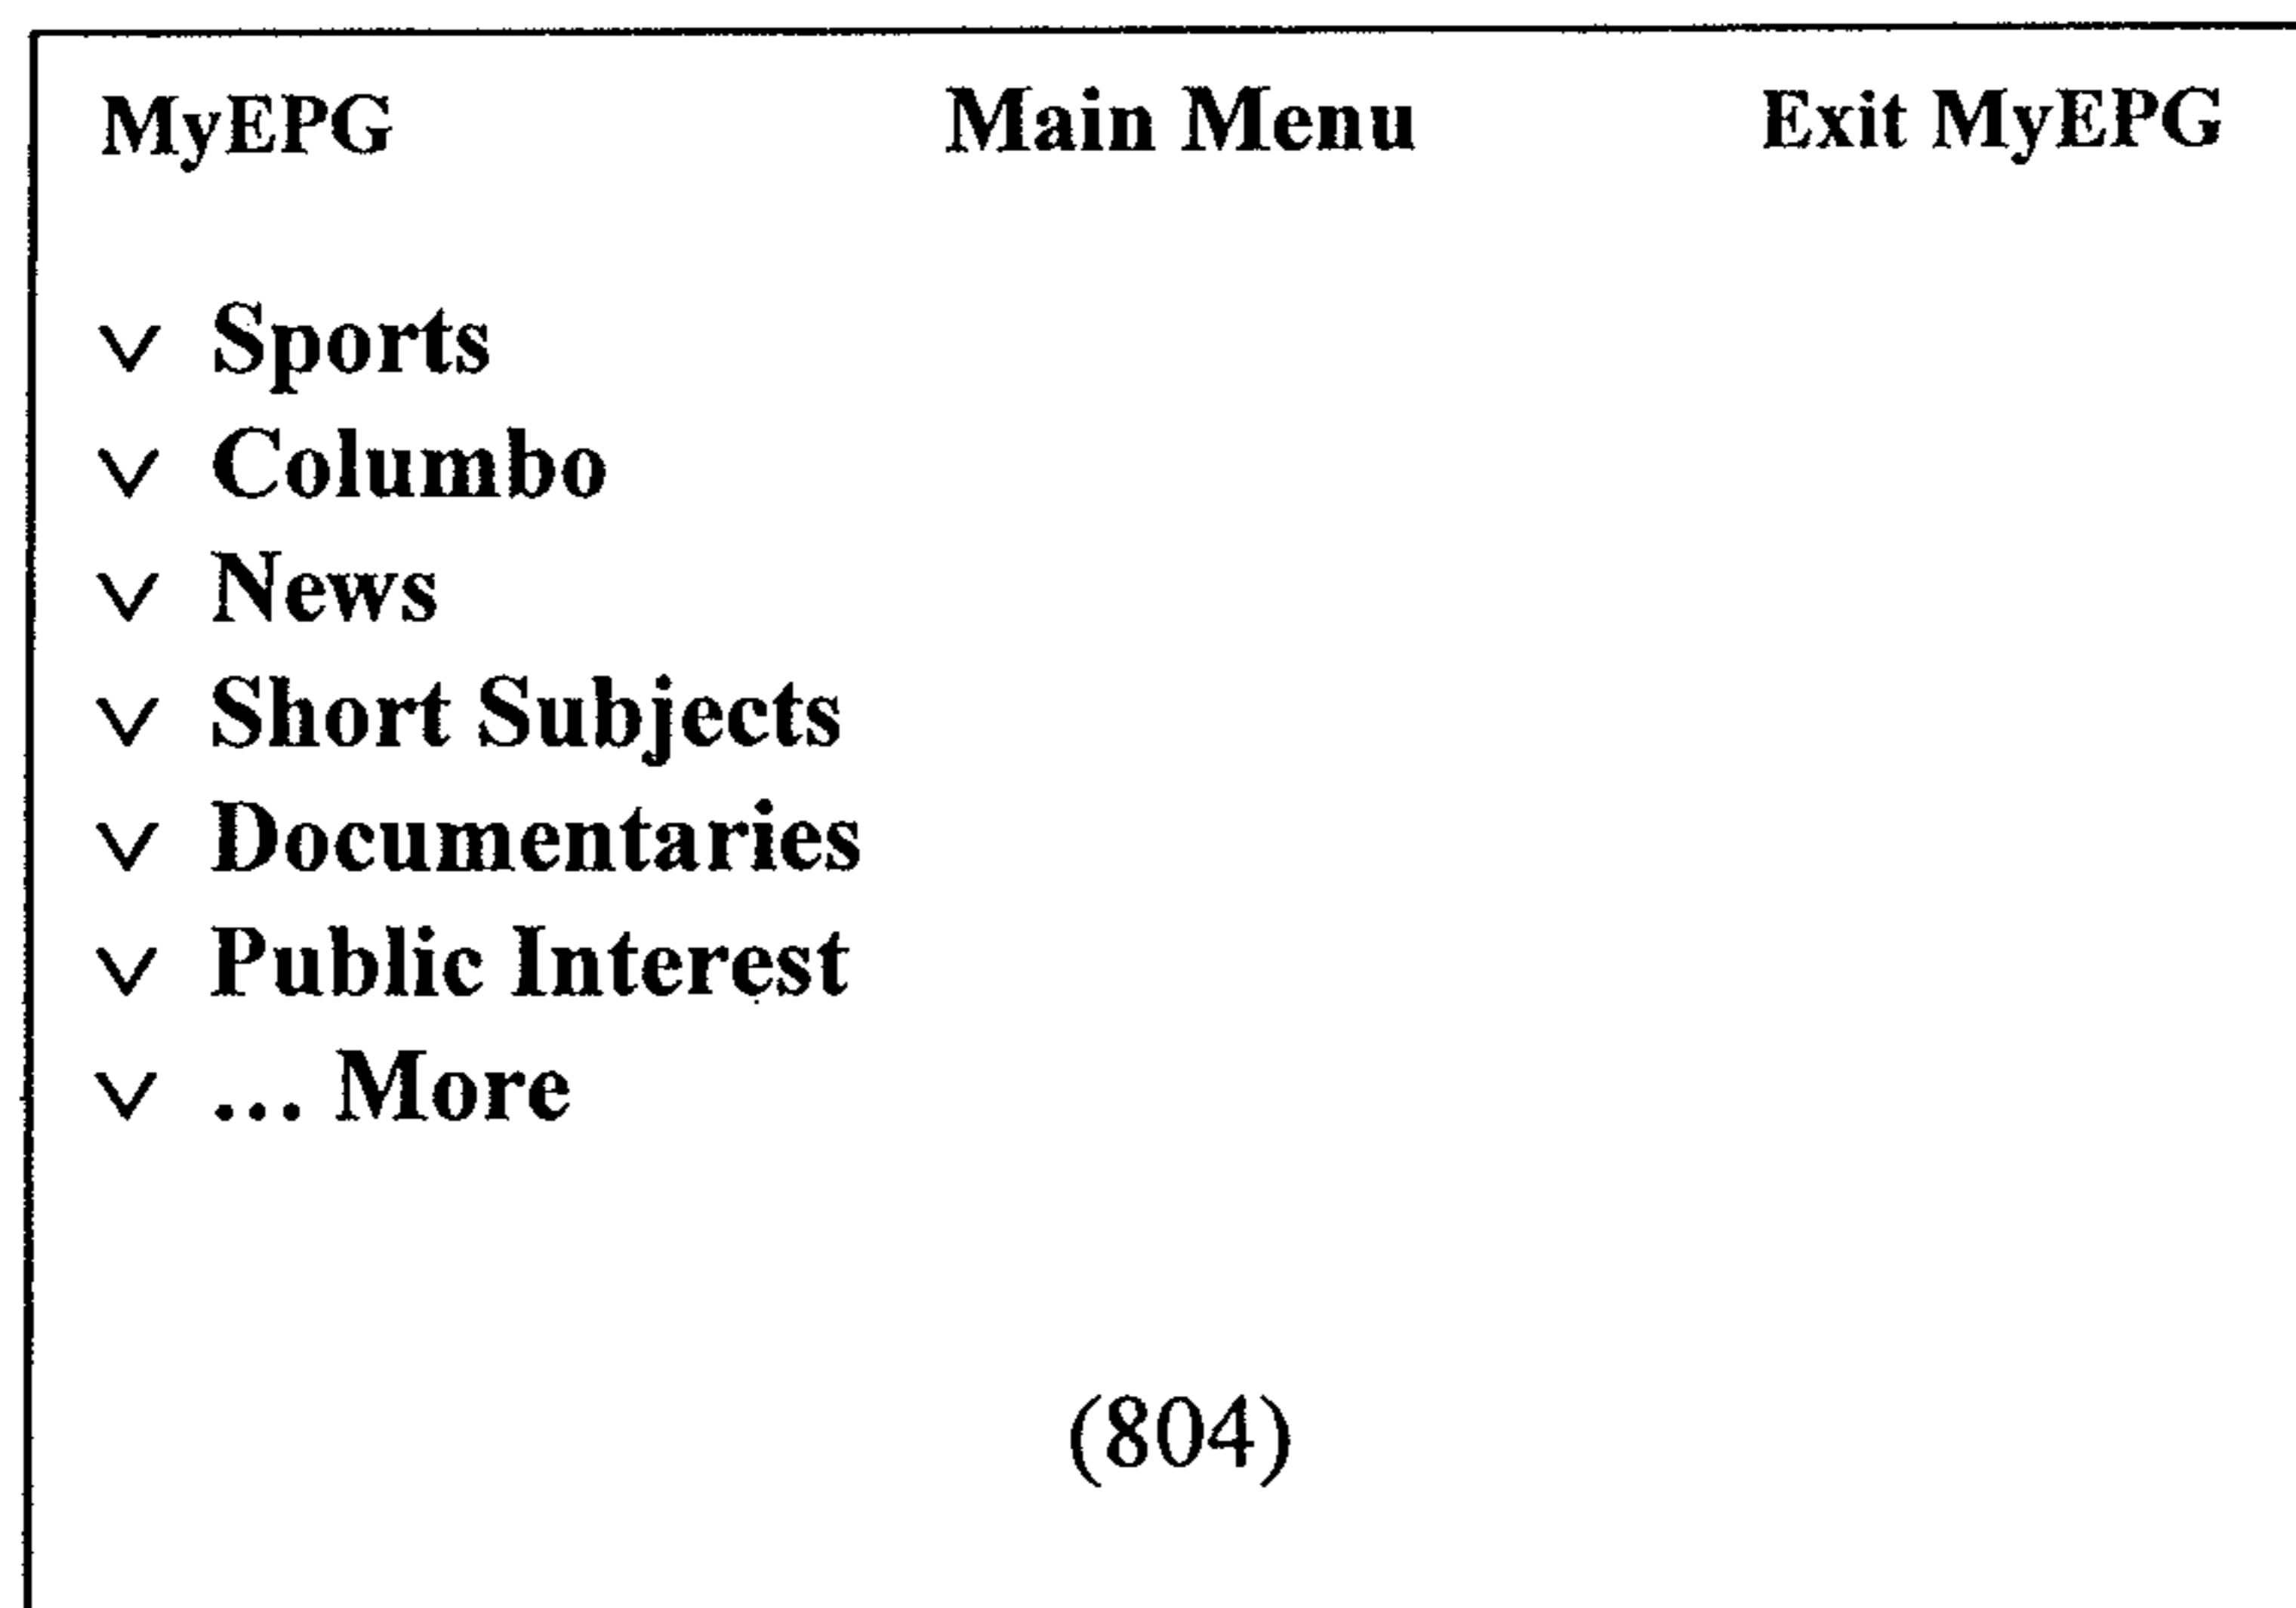 MyEPG Main Menu Exit MyEPG
∨ Sports
∨ Columbo
∨ News
∨ Short Subjects
∨ Documentaries
∨ Public Interest
∨ ... More
(804)